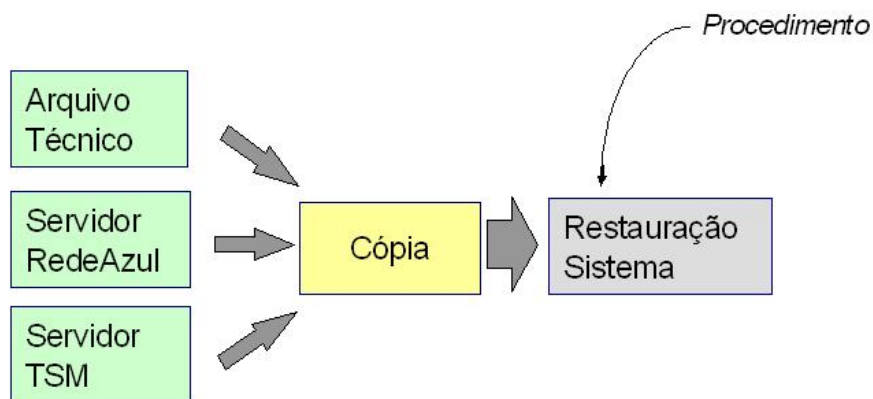 Procedimento
Arquivo
Técnico
Servidor
RedeAzul
Cópia
Restauração
Sistema
Servidor
TSM